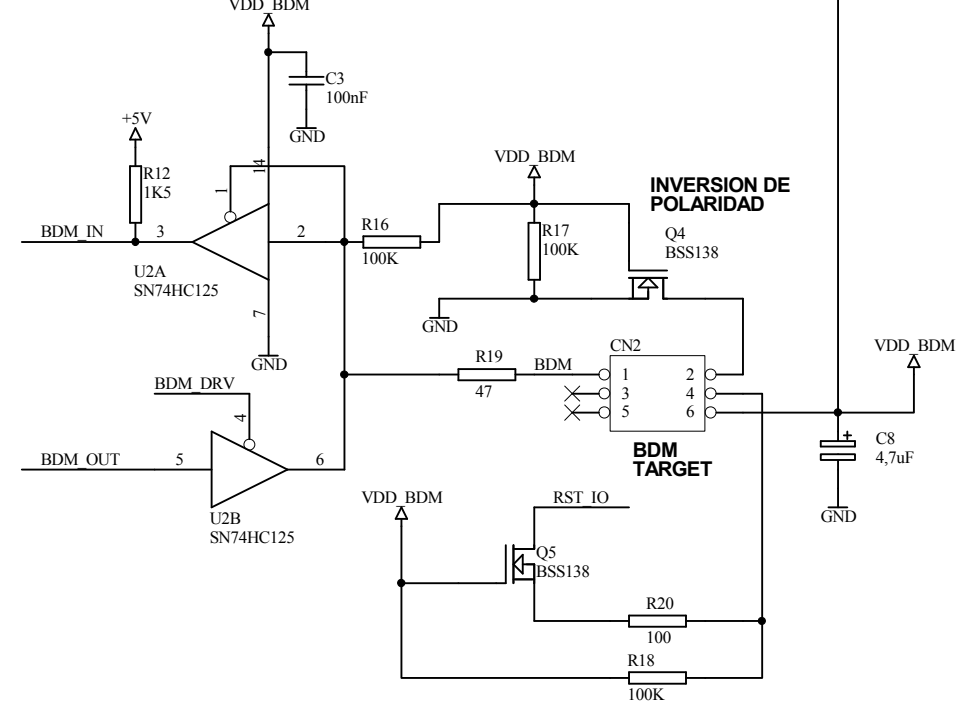 VDD_BDM
C3
100nF
GND
+5V
R12
1K5
14
1
BDM_IN
3
2
U2A
SN74HC125
7
GND
R16
100K
VDD_BDM
R17
100K
INVERSION DE
POLARIDAD
Q4
BSS138
GND
CN2
R19
47
BDM
1
2
3
4
5
6
BDM
TARGET
VDD_BDM
C8
4,7uF
+
GND
BDM_DRV
4
BDM_OUT
5
6
U2B
SN74HC125
VDD_BDM
RST_IO
Q5
BSS138
R20
100
R18
100K